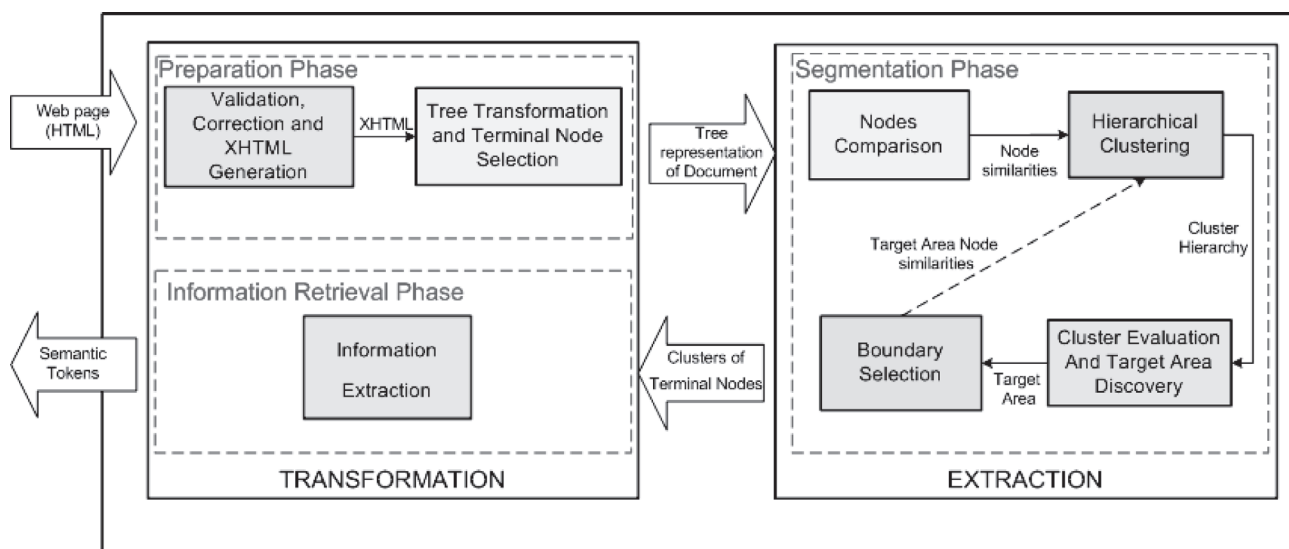 Preparation Phase
Web page
(HTML)
Validation,
Correction and
XHTML
Generation
XHTML
Tree Transformation
and Terminal Node
Selection
Tree
representation
of Document
Segmentation Phase
Nodes
Comparison
Node
similarities
Hierarchical
Clustering
Cluster
Hierarchy
Target Area Node
similarities
Cluster Evaluation
And Target Area
Discovery
Target
Area
Boundary
Selection
Clusters of
Terminal Nodes
Information Retrieval Phase
Information
Extraction
Semantic
Tokens
TRANSFORMATION
EXTRACTION